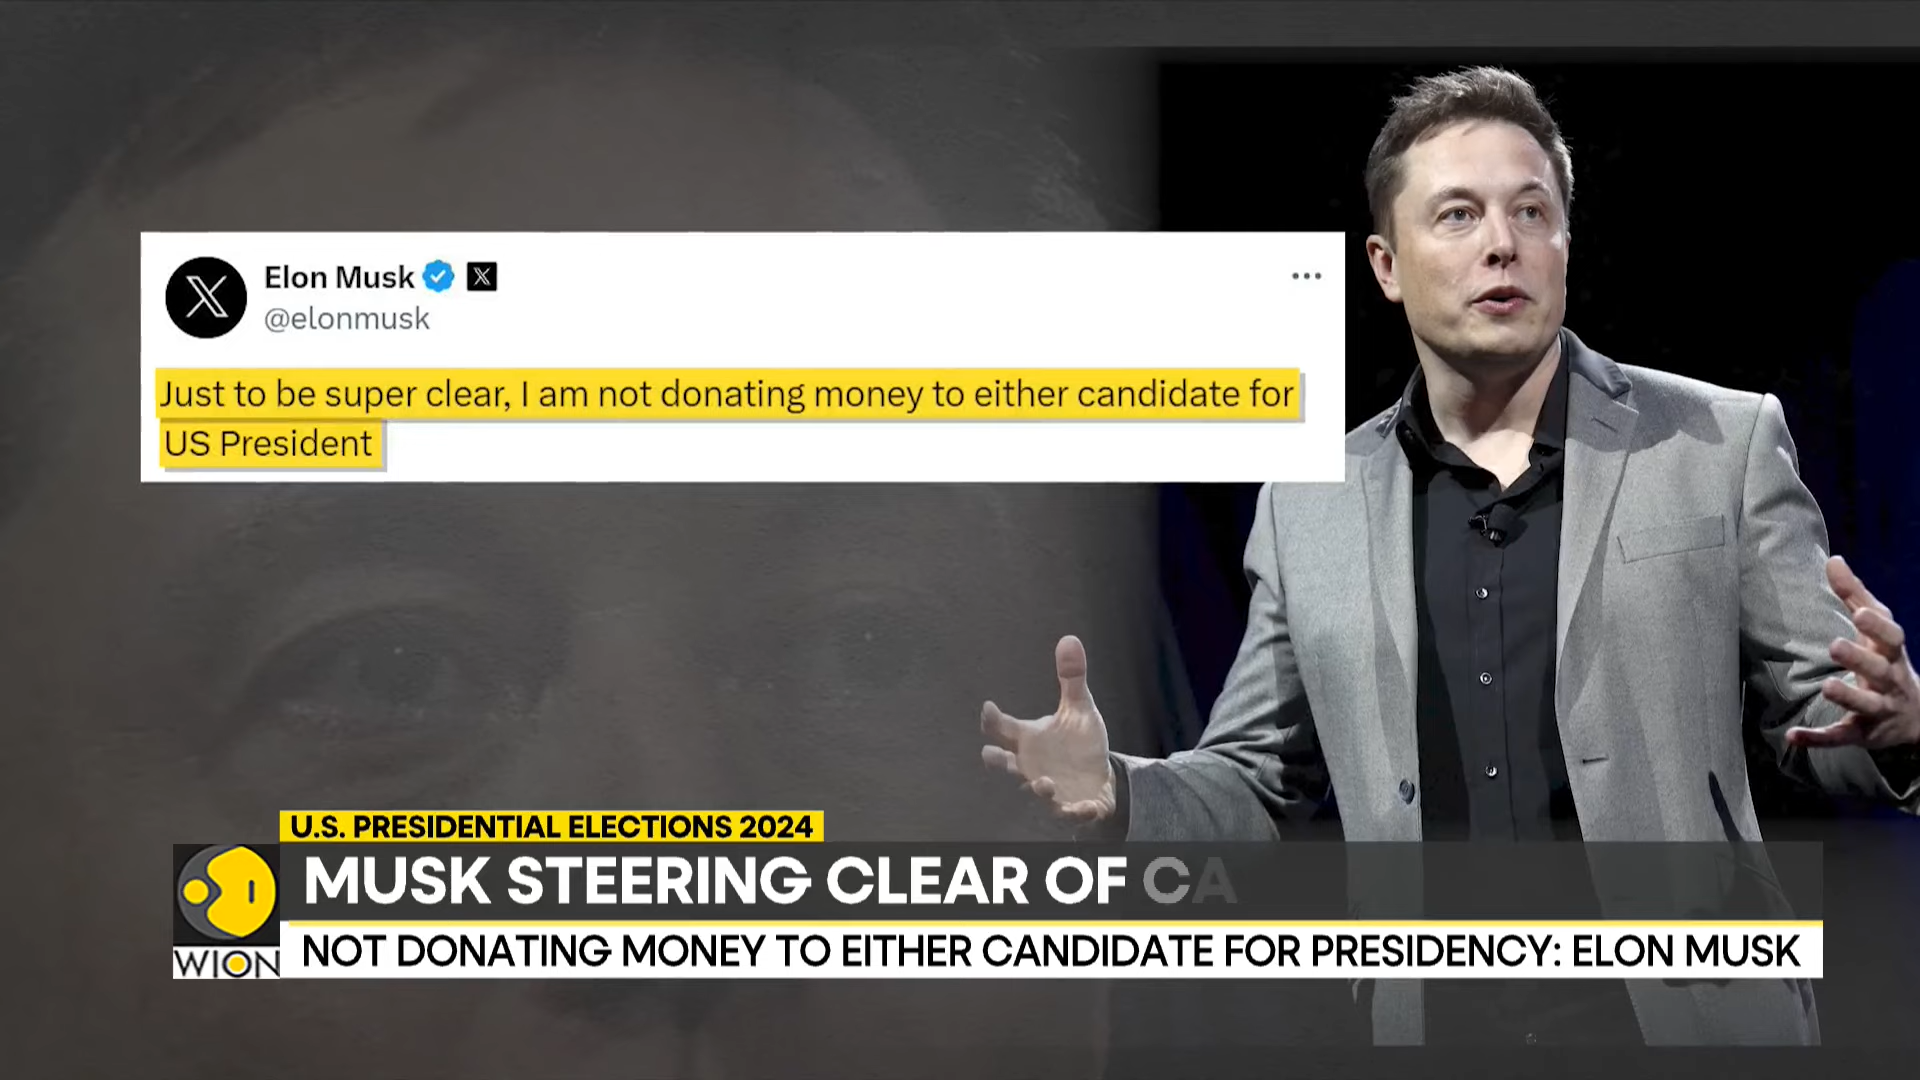 Elon Musk
@elonmusk
Just to be super clear, I am not donating money to either candidate for
US President
U.S. PRESIDENTIAL ELECTIONS 2024
MUSK STEERING CLEAR OF CA
NOT DONATING MONEY TO EITHER CANDIDATE FOR PRESIDENCY: ELON MUSK
WION